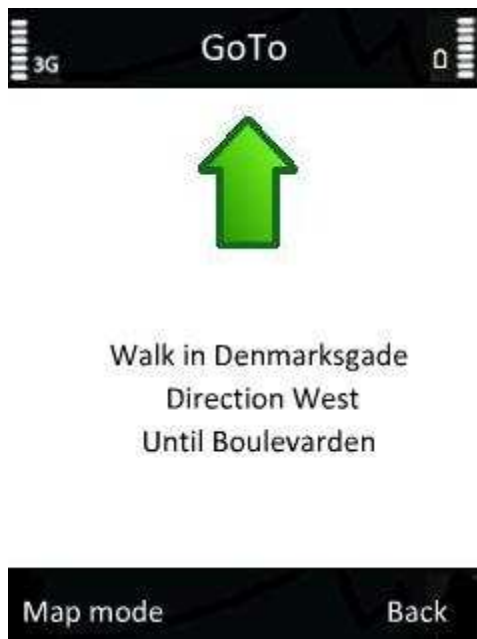 3G
GoTo
Walk in Denmarksgade
Direction West
Until Boulevarden
Map mode
Back